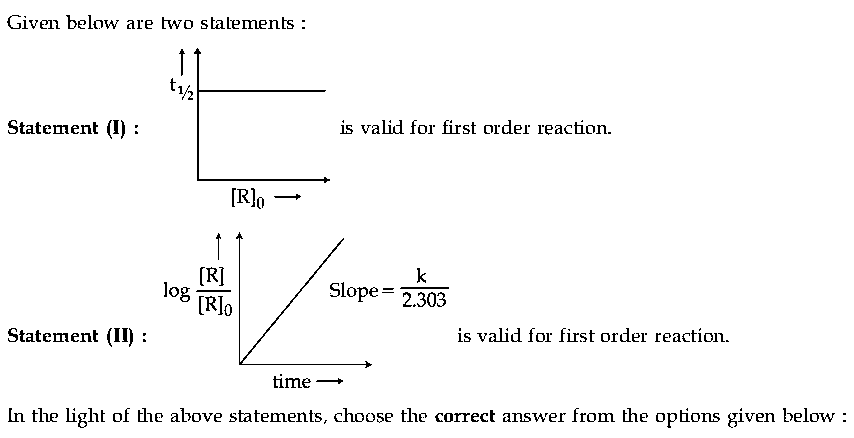 Given below are two statements :
t½
Statement (I) : is valid for first order reaction.
[R]₀
log [R]/[R]₀
Slope = k/2.303
Statement (II) : is valid for first order reaction.
time
In the light of the above statements, choose the correct answer from the options given below :